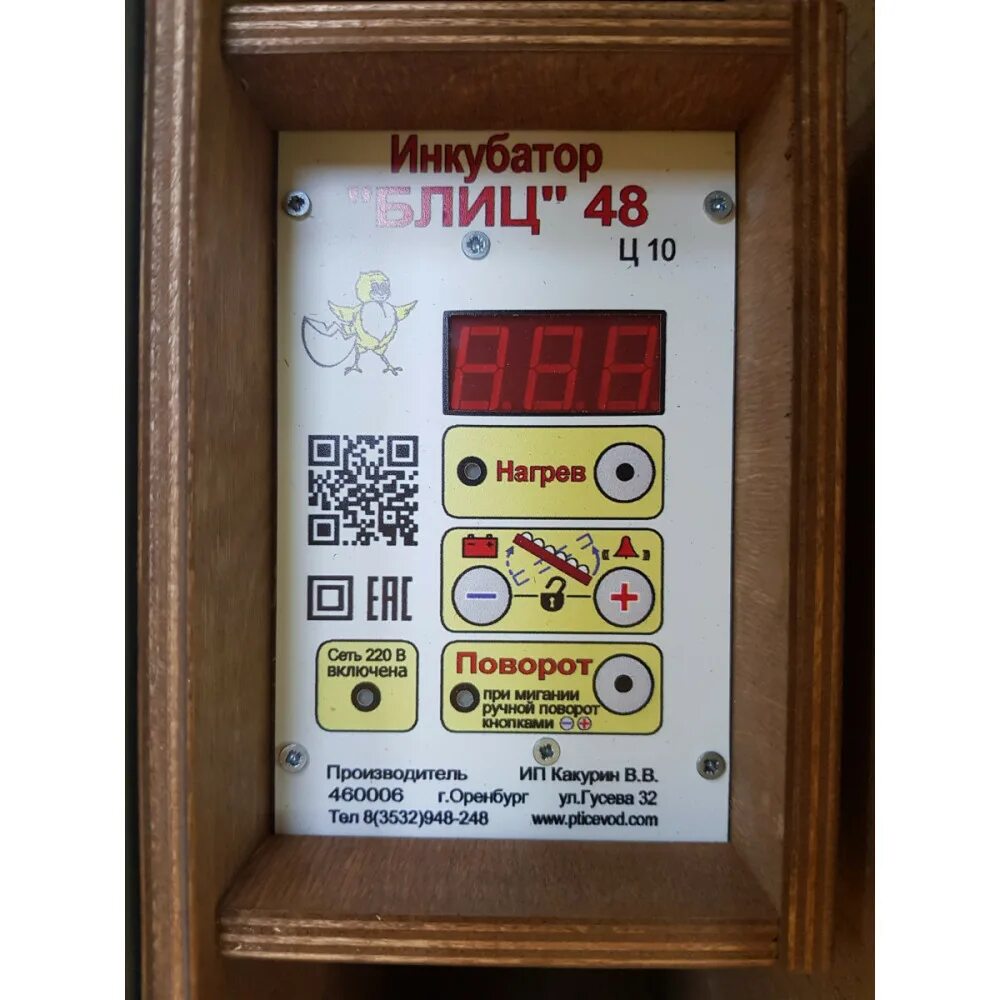 Инкубатор
"БЛИЦ" 48
Ц 10
Нагрев
EAC
Сеть 220 В
включена
Поворот
при мигании
ручной поворот
кнопками
Производитель ИП Какурин В.В.
460006 г.Оренбург ул.Гусева 32
Тел 8(3532)948-248 www.pticevod.com